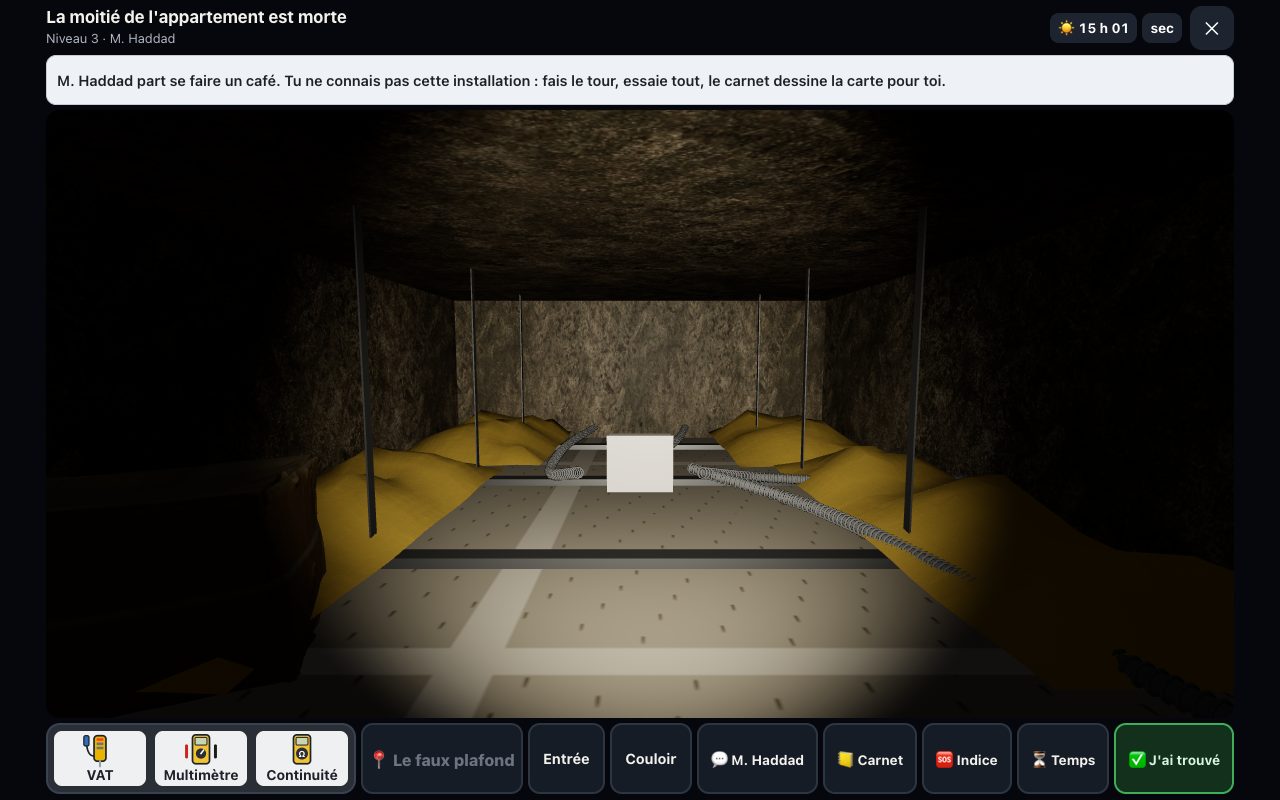 La moitié de l'appartement est morte
Niveau 3 · M. Haddad
15 h 01
sec
M. Haddad part se faire un café. Tu ne connais pas cette installation : fais le tour, essaie tout, le carnet dessine la carte pour toi.
VAT
Multimètre
Continuité
Le faux plafond
Entrée
Couloir
M. Haddad
Carnet
SOS Indice
Temps
J'ai trouvé